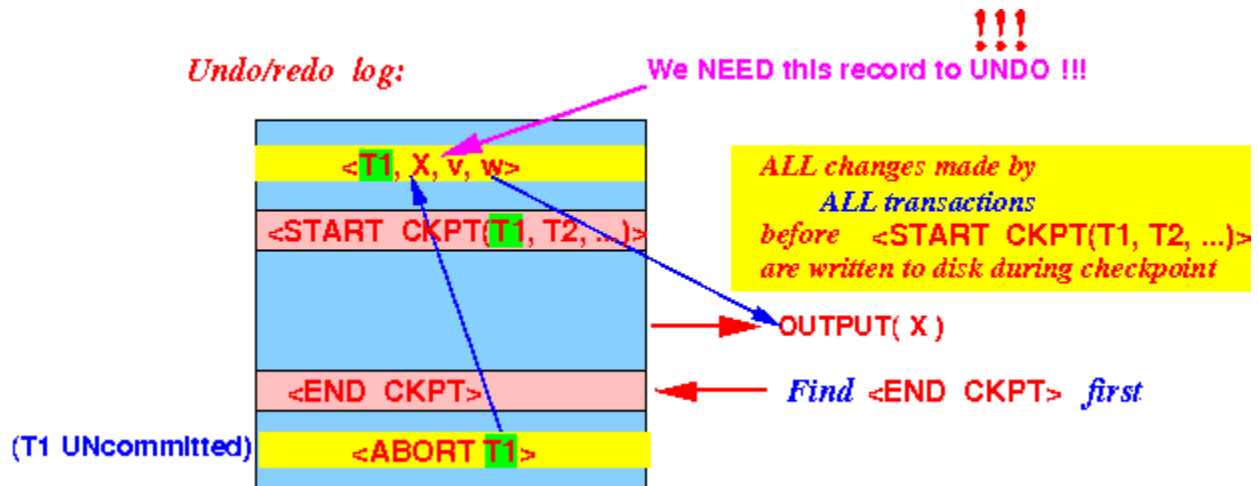 !!!
Undo/redo log:
We NEED this record to UNDO !!!
<T1, X, v, w>
<START CKPT(T1, T2, ...)>
ALL changes made by
ALL transactions
before <START CKPT(T1, T2, ...)>
are written to disk during checkpoint
OUTPUT( X )
<END CKPT>
Find <END CKPT> first
(T1 UNcommitted)
<ABORT T1>